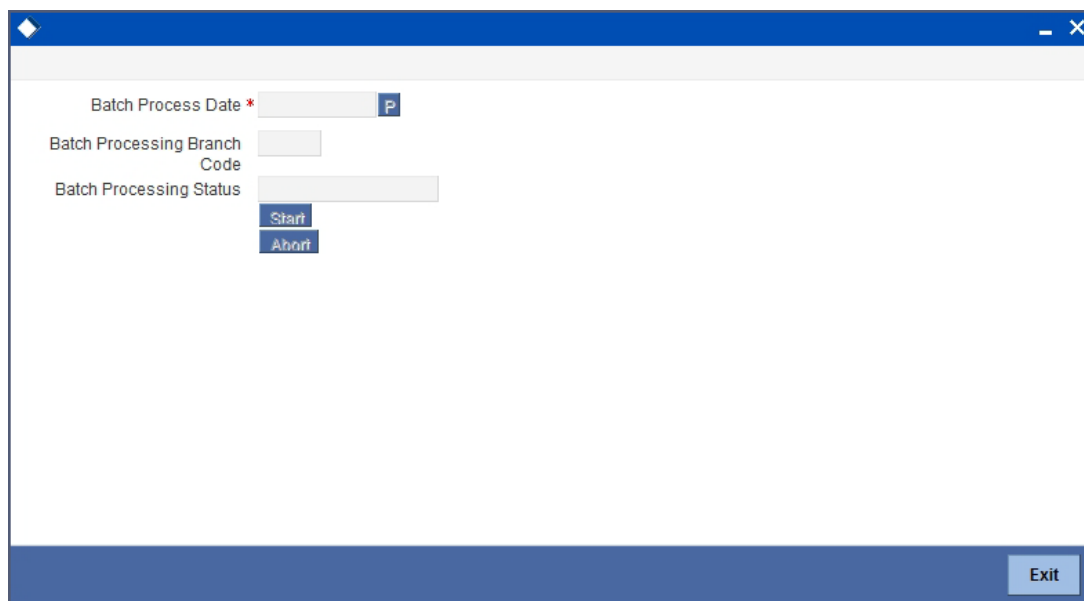 Batch Process Date * P
Batch Processing Branch
Code
Batch Processing Status
Start
Abort
Exit